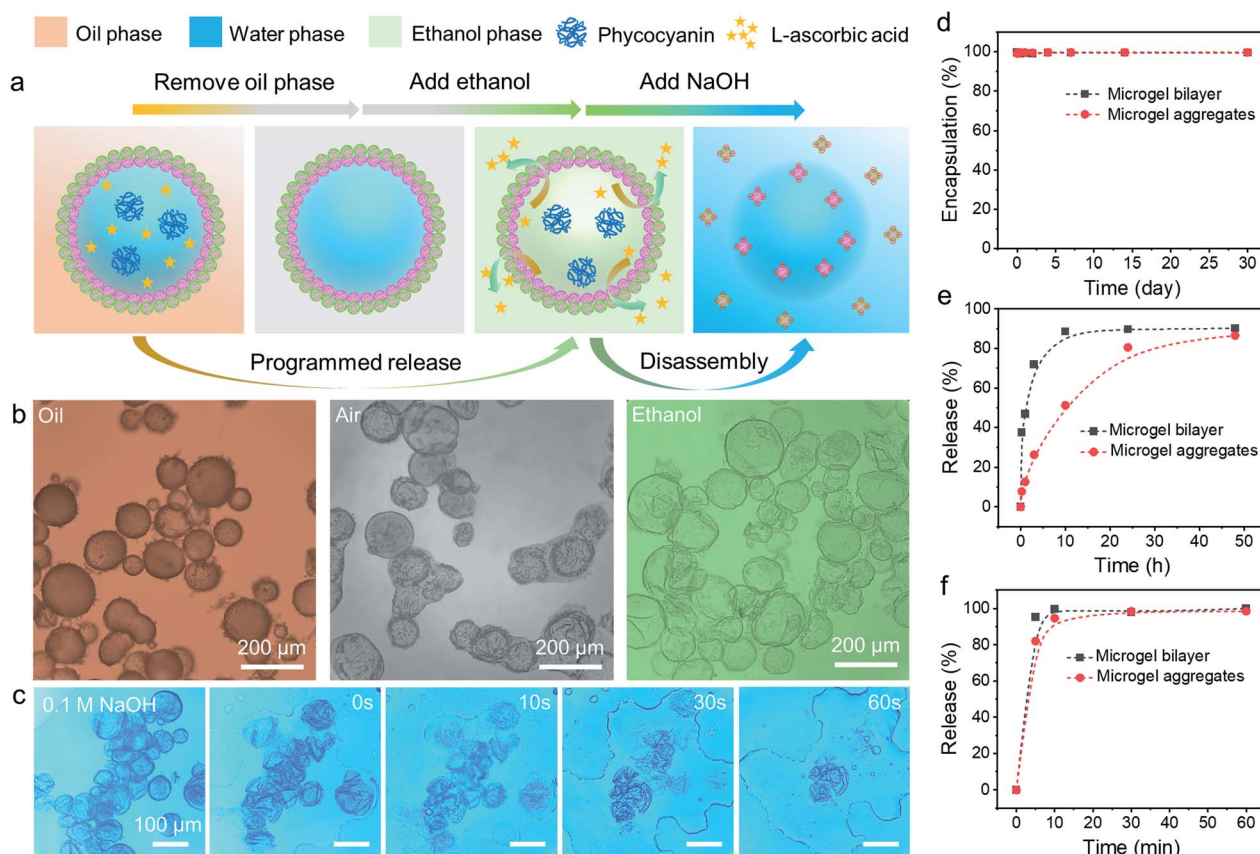 Oil phase
Water phase
Ethanol phase
Phycocyanin
L-ascorbic acid
a
Remove oil phase
Add ethanol
Add NaOH
Programmed release
Disassembly
b
Oil
Air
Ethanol
200 μm
200 μm
200 μm
c
0.1 M NaOH
0s
10s
30s
60s
100 μm
d
Encapsulation (%)
100
80
60
40
20
0
Microgel bilayer
Microgel aggregates
0 5 10 15 20 25 30
Time (day)
e
Release (%)
100
80
60
40
20
0
Microgel bilayer
Microgel aggregates
0 10 20 30 40 50
Time (h)
f
Release (%)
100
80
60
40
20
0
Microgel bilayer
Microgel aggregates
0 10 20 30 40 50 60
Time (min)